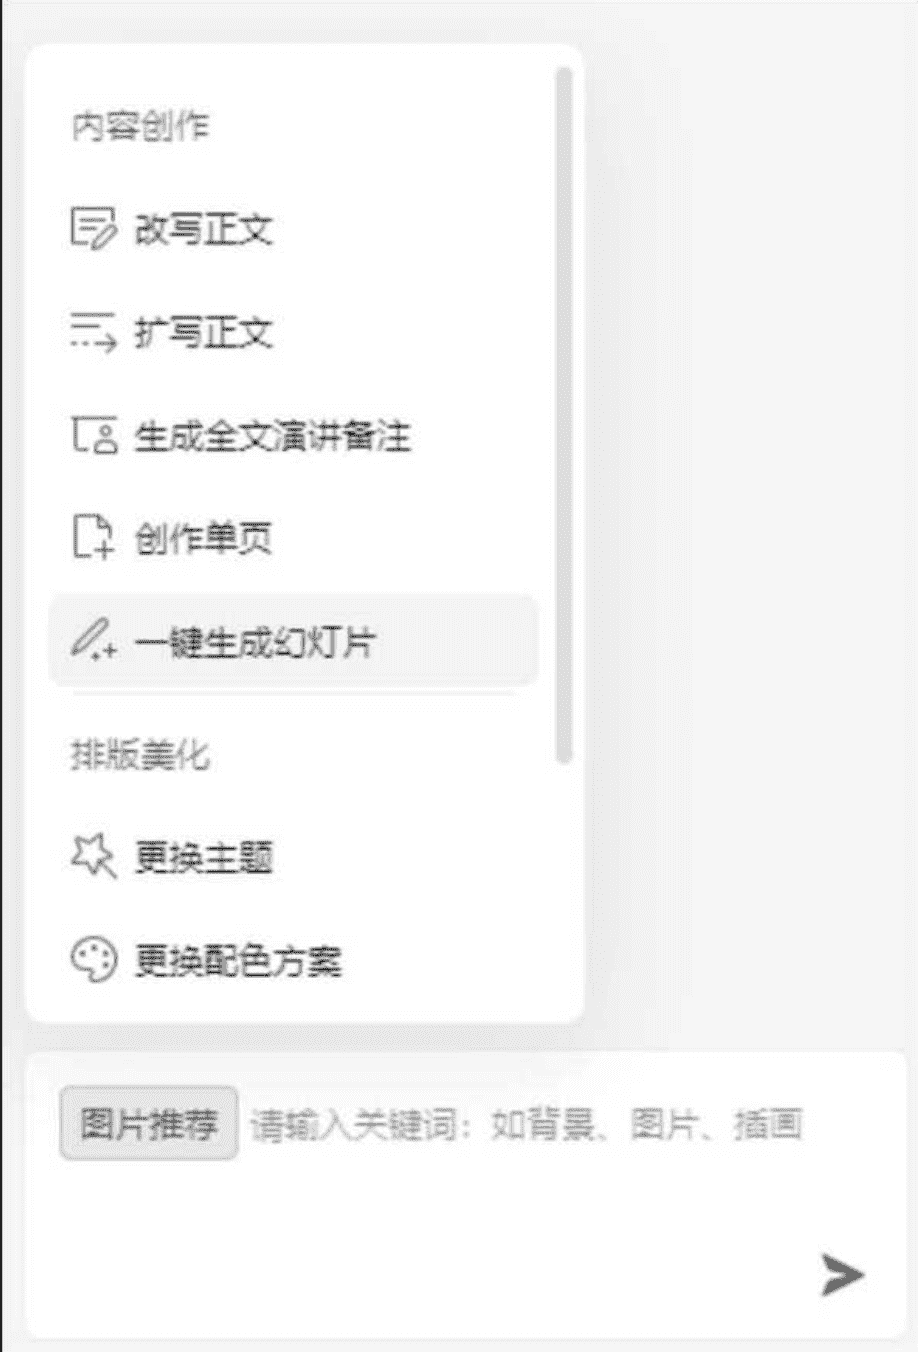 内容创作
改写正文
扩写正文
生成全文演讲备注
创作单页
一键生成幻灯片
排版美化
更换主题
更换配色方案
图片推荐 请输入关键词：如背景、图片、插画